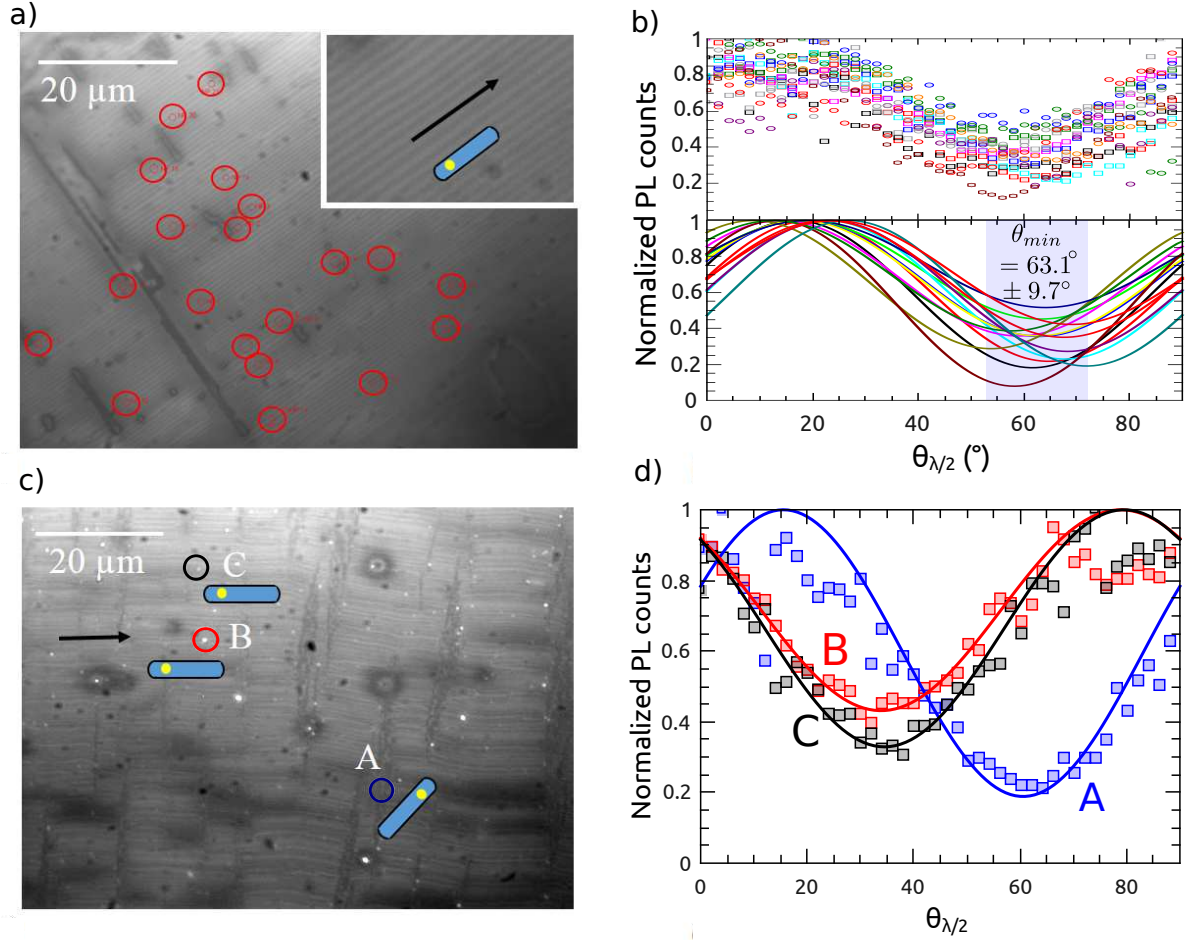 a)
20 µm
b)
Normalized PL counts
1
0.8
0.6
0.4
0.2
1
0.8
0.6
0.4
0.2
0
θmin
= 63.1°
± 9.7°
0 20 40 60 80
θλ/2 (°)
c)
20 µm
C
B
A
d)
Normalized PL counts
1
0.8
0.6
0.4
0.2
0
B
C
A
0 20 40 60 80
θλ/2